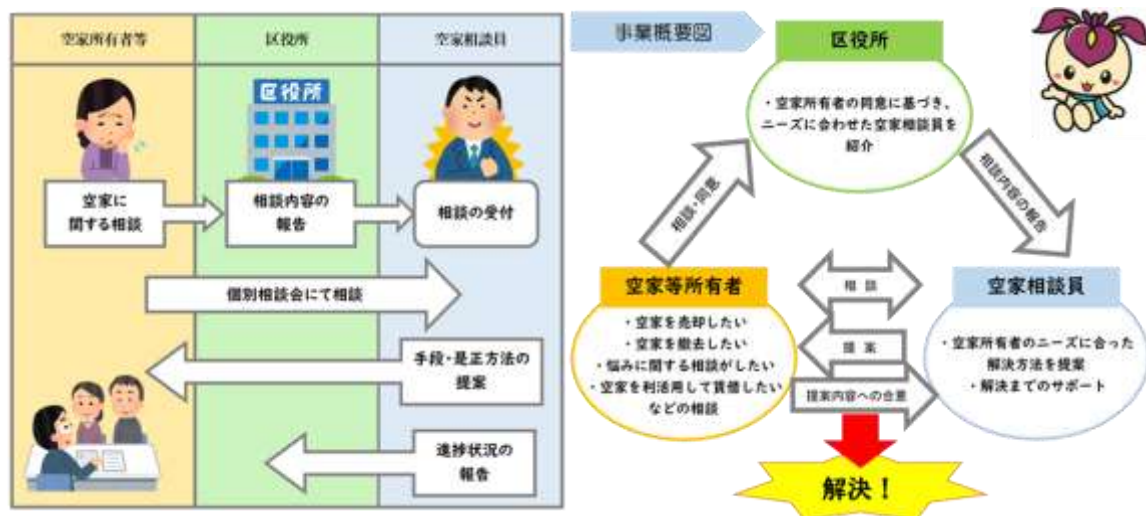 空家所有者等
区役所
空家相談員
区役所
空家に
関する相談
相談内容の
報告
相談の受付
個別相談会にて相談
手段・是正方法の
提案
進捗状況の
報告
事業概要図
区役所
・空家所有者の同意に基づき、
ニーズに合わせた空家相談員を
紹介
相談・同意
相談内容の報告
空家等所有者
・空家を売却したい
・空家を撤去したい
・悩みに関する相談がしたい
・空家を利活用して賃借したい
などの相談
相 談
提 案
提案内容への合意
空家相談員
・空家所有者のニーズに合った
解決方法を提案
・解決までのサポート
解決！